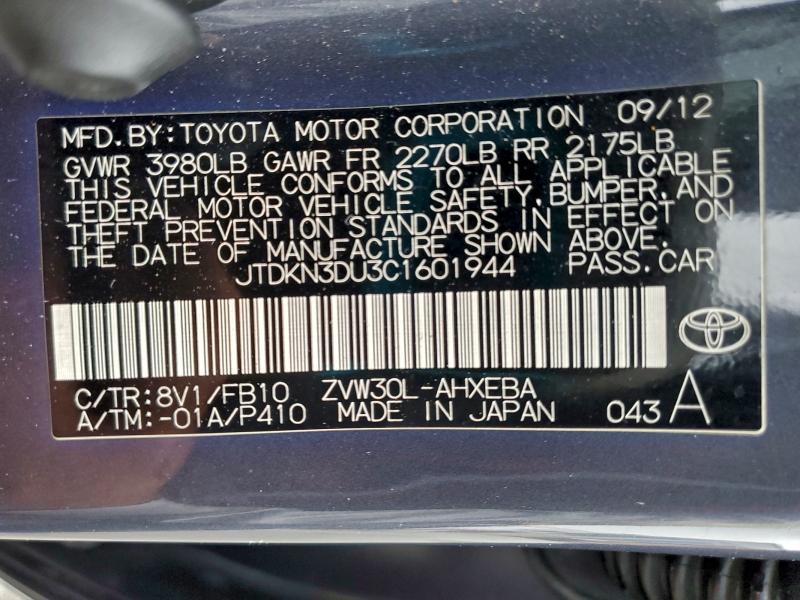 MFD.BY:TOYOTA MOTOR CORPORATION 09/12
GVWR 3980LB GAWR FR 2270LB RR 2175LB
THIS VEHICLE CONFORMS TO ALL APPLICABLE
FEDERAL MOTOR VEHICLE SAFETY,BUMPER,AND
THEFT PREVENTION STANDARDS IN EFFECT ON
THE DATE OF MANUFACTURE SHOWN ABOVE.
JTDKN3DU3C1601944 PASS.CAR
C/TR:8V1/FB10 ZVW30L-AHXEBA
A/TM:-01A/P410 MADE IN JAPAN 043 A